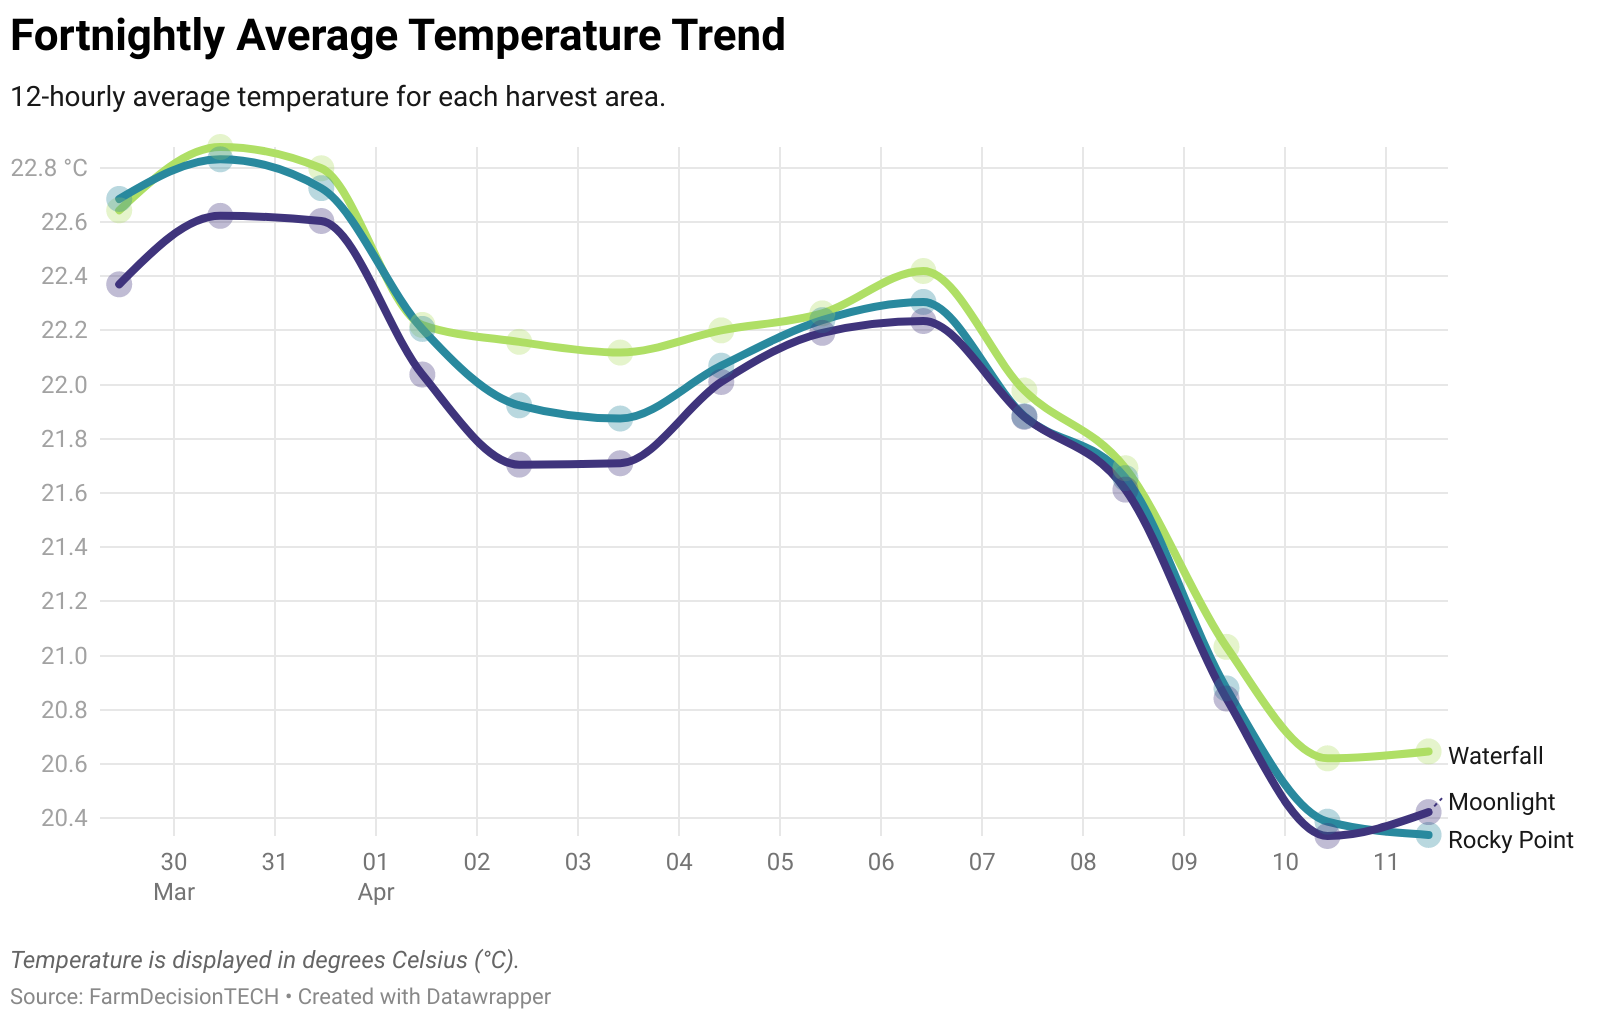 Fortnightly Average Temperature Trend
12-hourly average temperature for each harvest area.
22.8 °C
22.6
22.4
22.2
22.0
21.8
21.6
21.4
21.2
21.0
20.8
20.6
20.4
Waterfall
Moonlight
Rocky Point
30 31 01 02 03 04 05 06 07 08 09 10 11
Mar Apr
Temperature is displayed in degrees Celsius (°C).
Source: FarmDecisionTECH • Created with Datawrapper